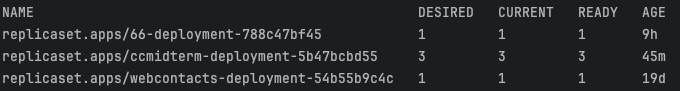 NAME DESIRED CURRENT READY AGE
replicaset.apps/66-deployment-788c47bf45 1 1 1 9h
replicaset.apps/ccmidterm-deployment-5b47bcbd55 3 3 3 45m
replicaset.apps/webcontacts-deployment-54b55b9c4c 1 1 1 19d